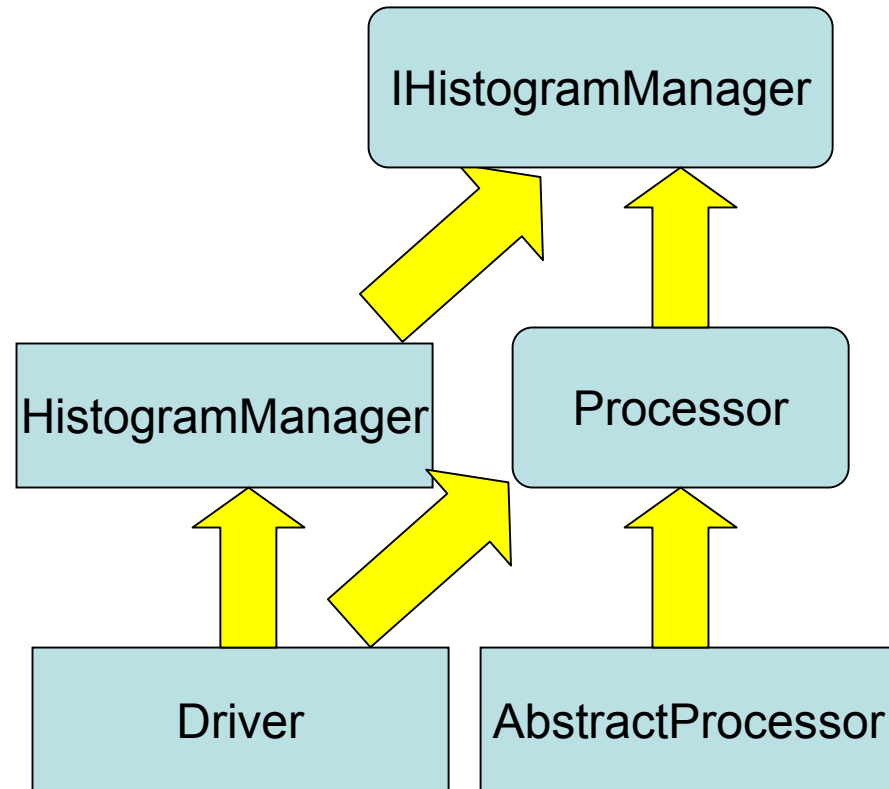 IHistogramManager
HistogramManager
Processor
Driver
AbstractProcessor